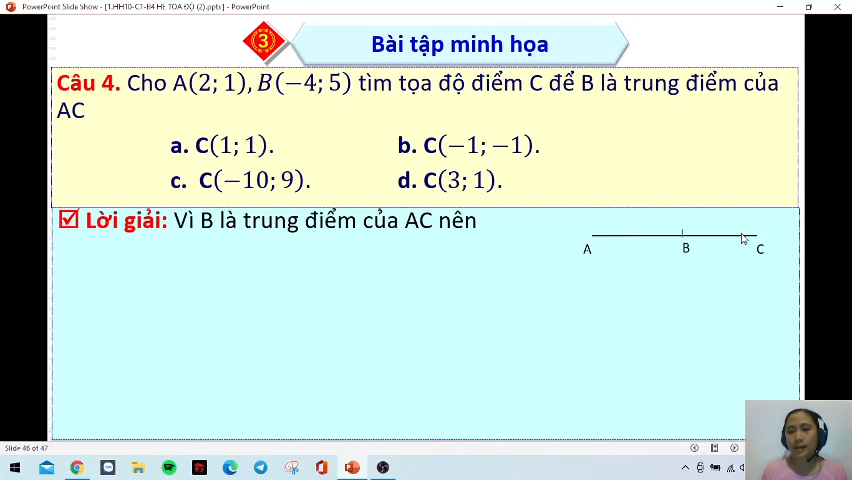 PowerPoint Slide Show - [1.HH10-C1-B4 HE TOA ĐỘ (2).ppt ] - PowerPoint
3
Bài tập minh họa
Câu 4. Cho A(2; 1), B(−4; 5) tìm tọa độ điểm C để B là trung điểm của
AC
a. C(1; 1). b. C(−1; −1).
c. C(−10; 9). d. C(3; 1).
Lời giải: Vì B là trung điểm của AC nên
A B C
Slide 46 of 47